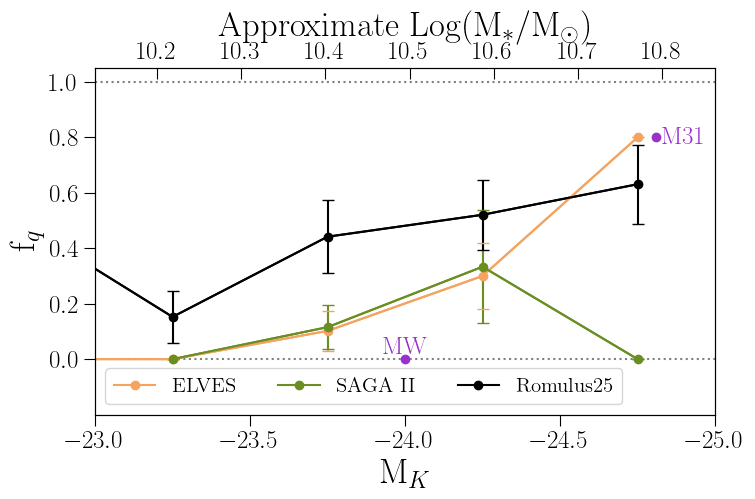 Approximate Log(M*/M☉)
10.2 10.3 10.4 10.5 10.6 10.7 10.8
1.0
0.8
0.6
0.4
0.2
0.0
f_q
M31
MW
ELVES SAGA II Romulus25
−23.0 −23.5 −24.0 −24.5 −25.0
M_K